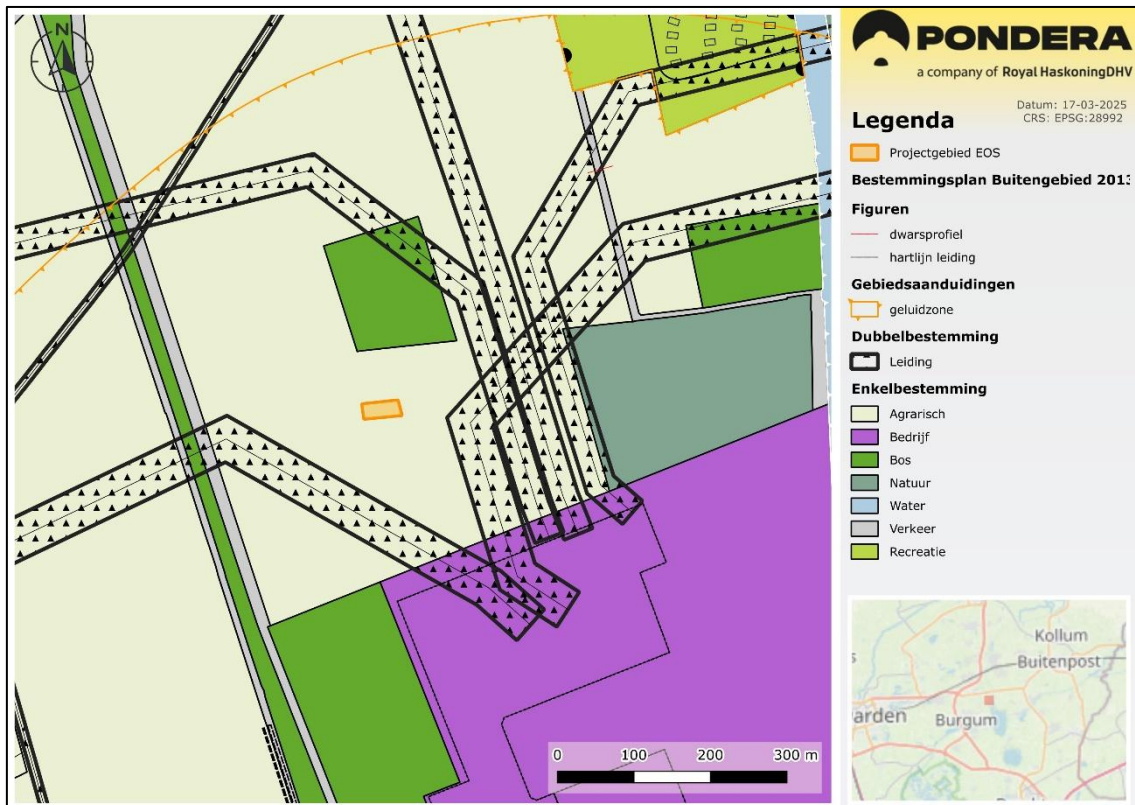 N
PONDERA
a company of Royal HaskoningDHV
Datum: 17-03-2025
CRS: EPSG:28992
Legenda
Projectgebied EOS
Bestemmingsplan Buitengebied 2013
Figuren
dwarsprofiel
hartlijn leiding
Gebiedsaanduidingen
geluidzone
Dubbelbestemming
Leiding
Enkelbestemming
Agrarisch
Bedrijf
Bos
Natuur
Water
Verkeer
Recreatie
0 100 200 300 m
Kollum
Buitenpost
arden
Burgum